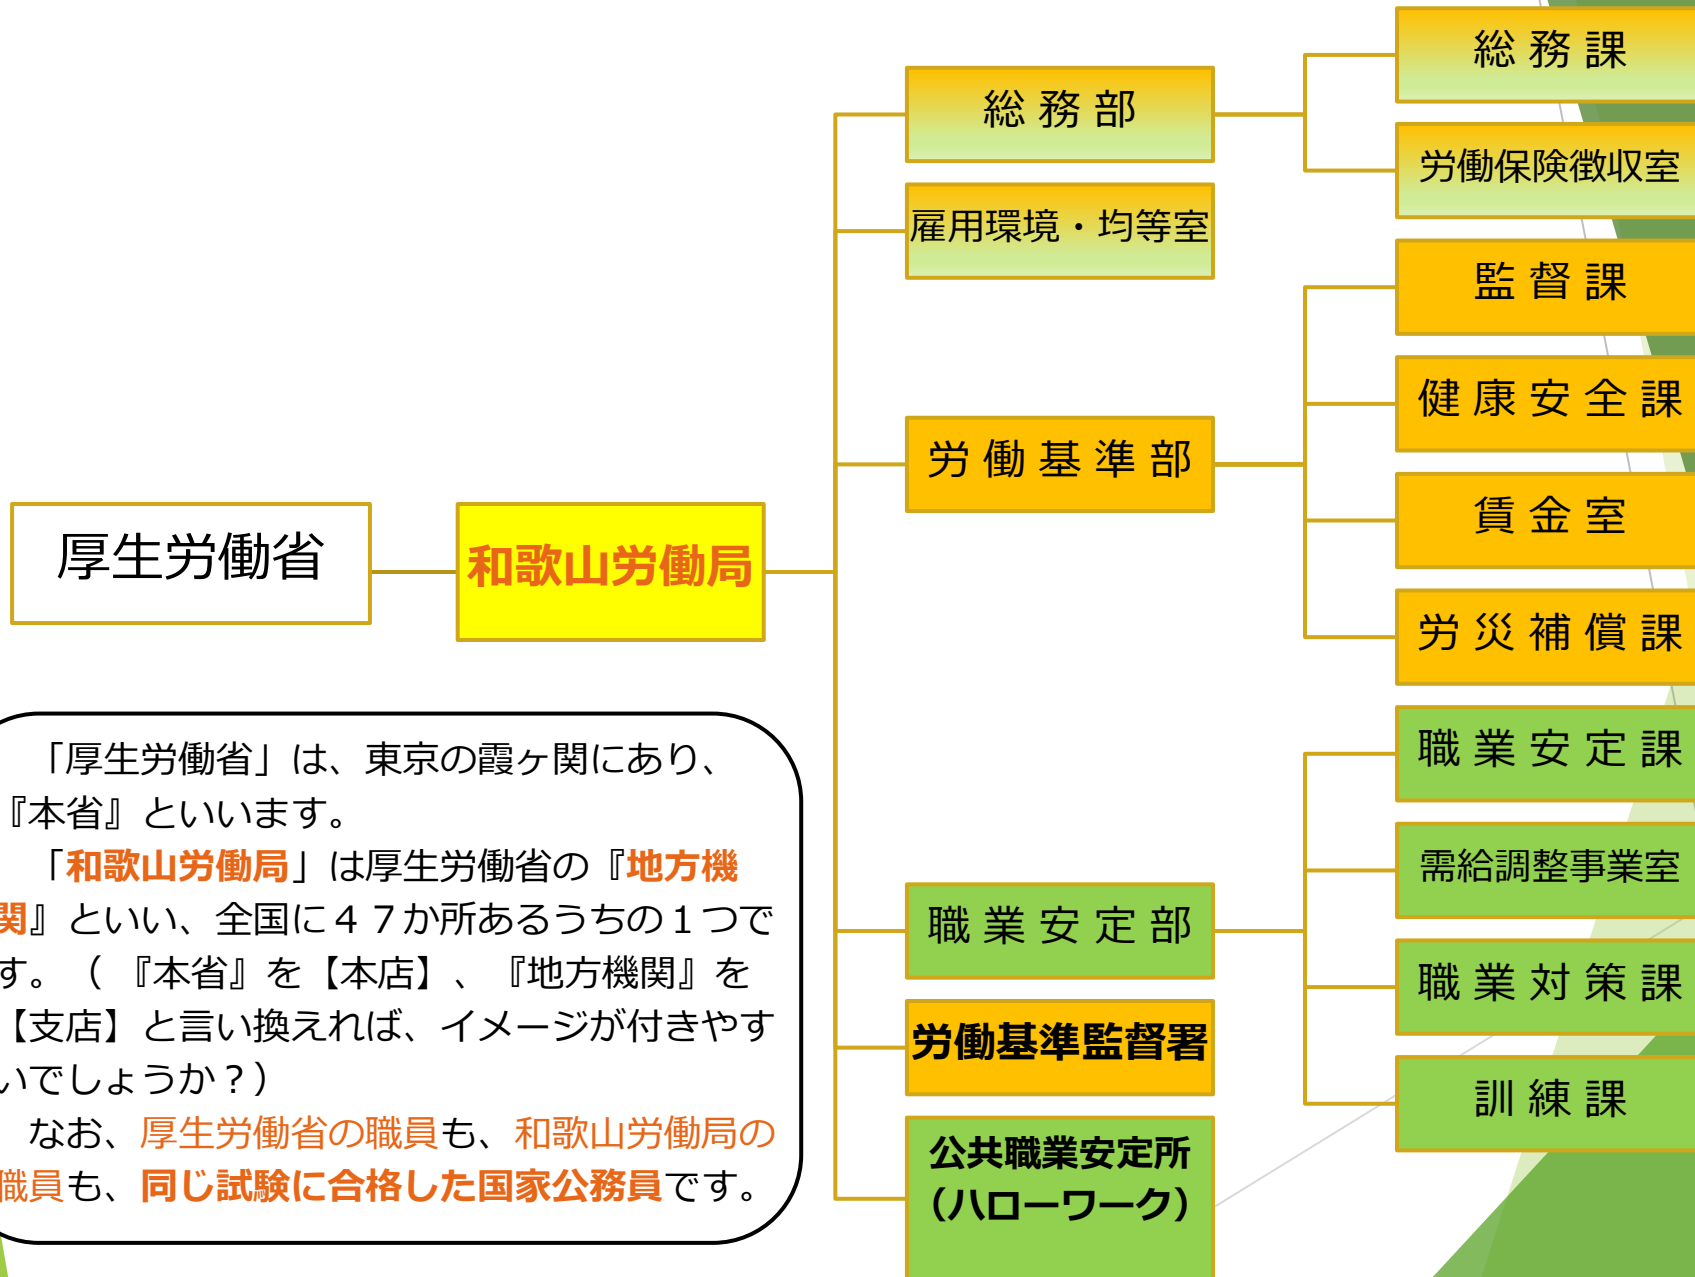 総 務 課
総 務 部
労働保険徴収室
雇用環境・均等室
監 督 課
健 康 安 全 課
労 働 基 準 部
賃 金 室
厚生労働省
和歌山労働局
労 災 補 償 課
職 業 安 定 課
需給調整事業室
職 業 安 定 部
職 業 対 策 課
労働基準監督署
訓 練 課
公共職業安定所
（ハローワーク）
「厚生労働省」は、東京の霞ヶ関にあり、
『本省』といいます。
「和歌山労働局」は厚生労働省の『地方機
関』といい、全国に４７か所あるうちの１つで
す。（ 『本省』を【本店】、『地方機関』を
【支店】と言い換えれば、イメージが付きやす
いでしょうか？）
なお、厚生労働省の職員も、和歌山労働局の
職員も、同じ試験に合格した国家公務員です。